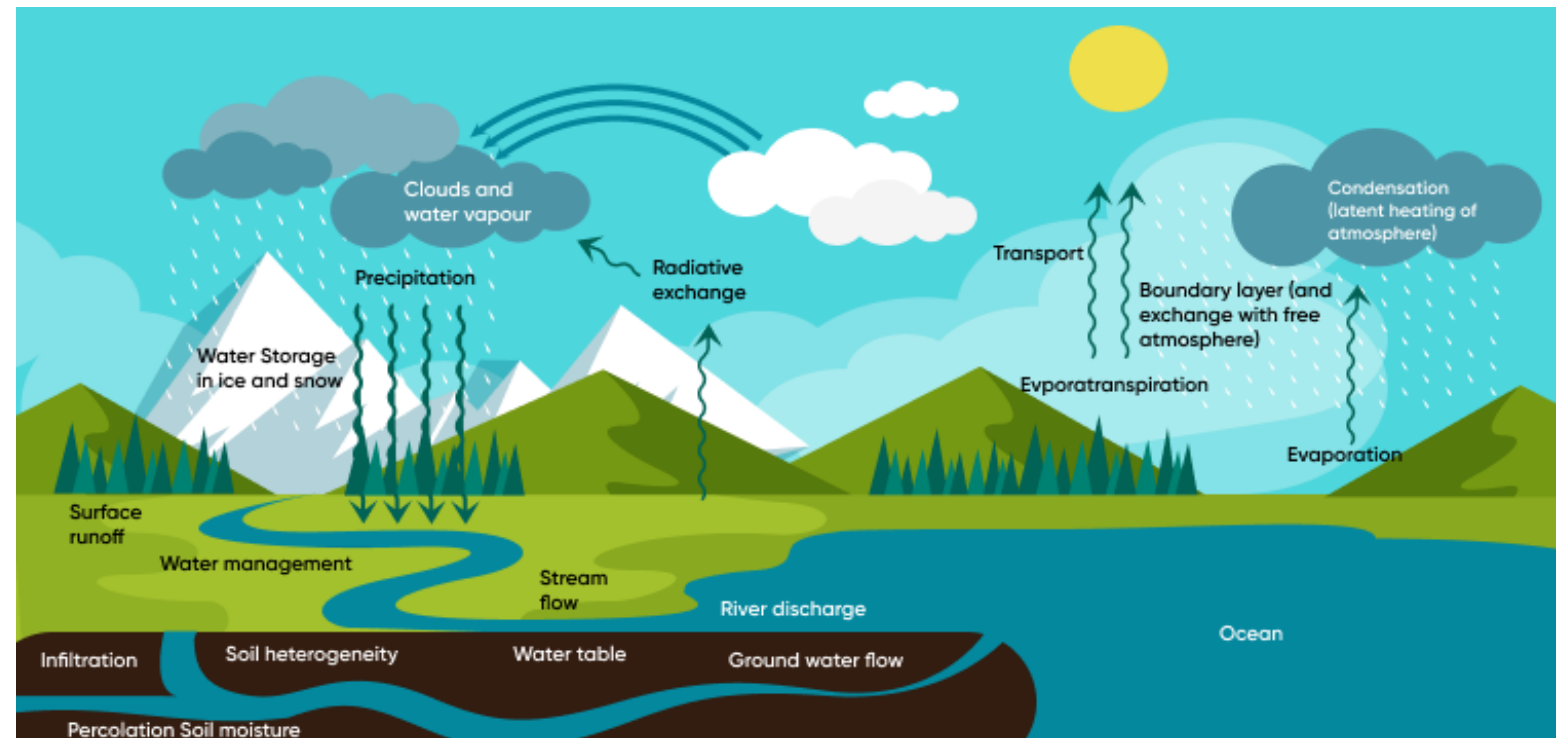 Clouds and
water vapour
Condensation
(latent heating of
atmosphere)
Precipitation
Radiative
exchange
Transport
Boundary layer (and
exchange with free
atmosphere)
Water Storage
in ice and snow
Evporatranspiration
Evaporation
Surface
runoff
Water management
Stream
flow
River discharge
Ocean
Infiltration
Soil heterogeneity
Water table
Ground water flow
Percolation Soil moisture